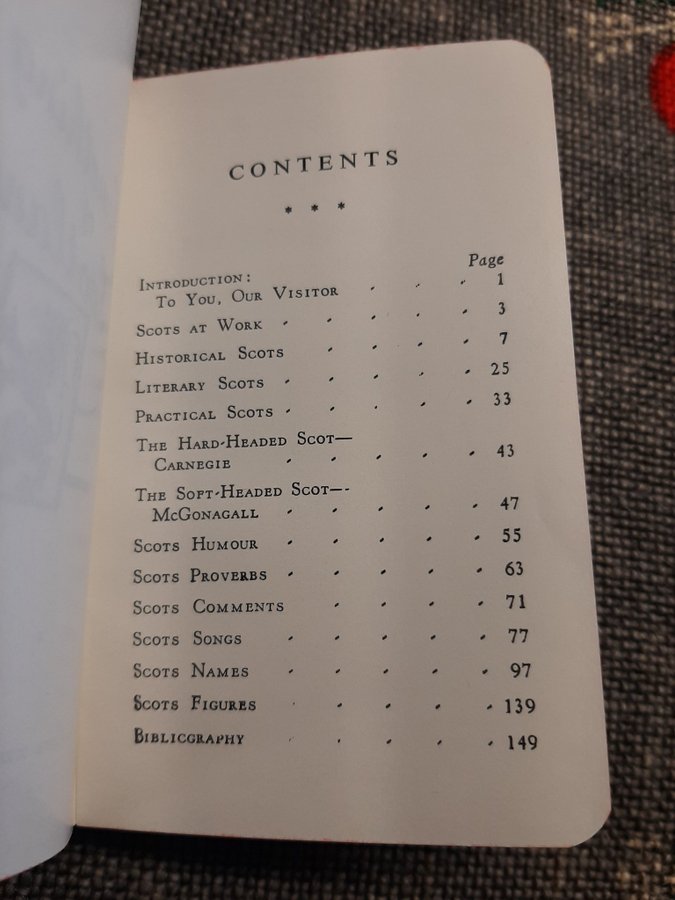 CONTENTS
* * *
Page
INTRODUCTION:
TO YOU, OUR VISITOR . . . 1
SCOTS AT WORK . . . . . 3
HISTORICAL SCOTS . . . . 7
LITERARY SCOTS . . . . . 25
PRACTICAL SCOTS . . . . . 33
THE HARD-HEADED SCOT—
CARNEGIE . . . . . 43
THE SOFT-HEADED SCOT—-
MCGONAGALL . . . . . 47
SCOTS HUMOUR . . . . . 55
SCOTS PROVERBS . . . . . 63
SCOTS COMMENTS . . . . 71
SCOTS SONGS . . . . . 77
SCOTS NAMES . . . . . 97
SCOTS FIGURES . . . . . 139
BIBLICGRAPHY . . . . . 149